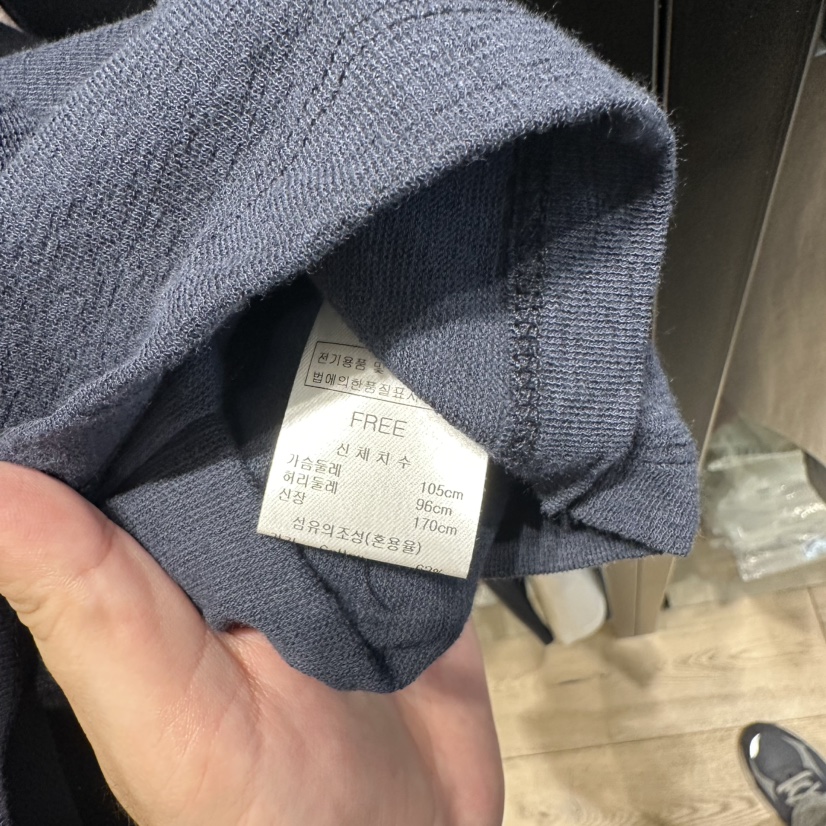 전기용품 및
법에의한품질표시
FREE
신체치수
가슴둘레 105cm
허리둘레 96cm
신장 170cm
섬유의조성(혼용율)
62%